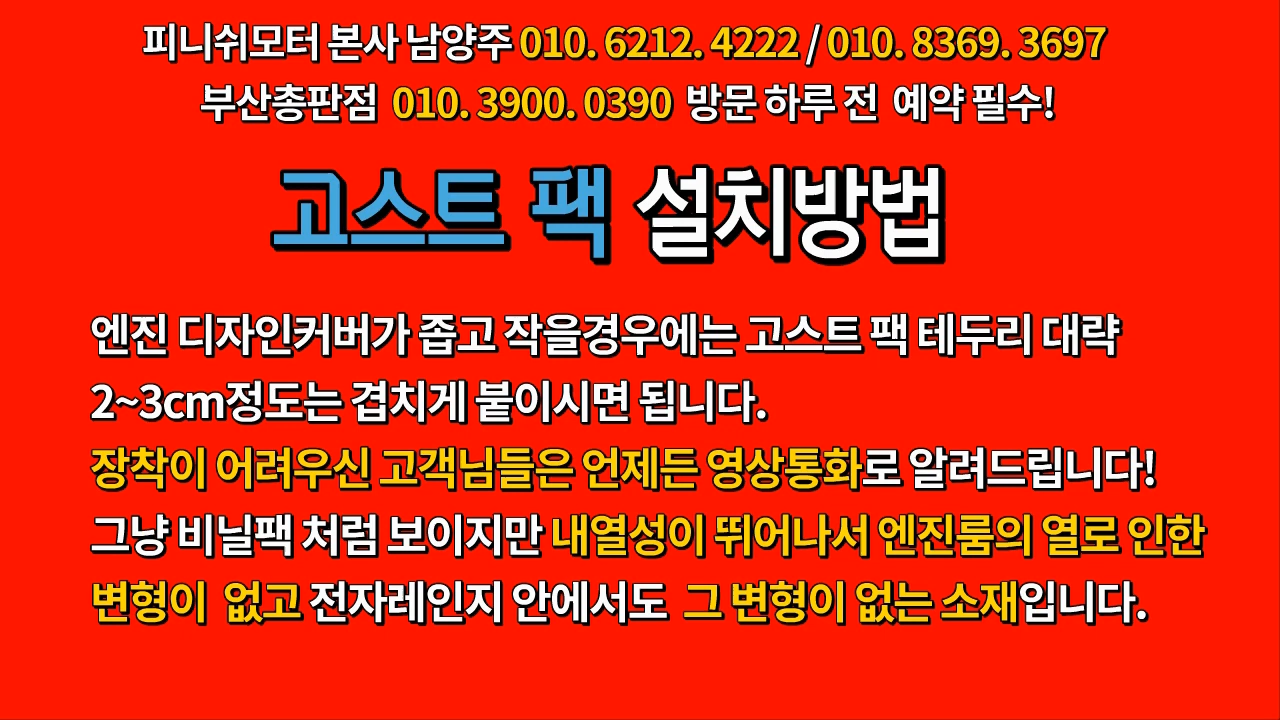 피니쉬모터 본사 남양주 010. 6212. 4222 / 010. 8369. 3697
부산총판점 010. 3900. 0390 방문 하루 전 예약 필수!
고스트 팩 설치방법
엔진 디자인커버가 좁고 작을경우에는 고스트 팩 테두리 대략
2~3cm정도는 겹치게 붙이시면 됩니다.
장착이 어려우신 고객님들은 언제든 영상통화로 알려드립니다!
그냥 비닐팩 처럼 보이지만 내열성이 뛰어나서 엔진룸의 열로 인한
변형이 없고 전자레인지 안에서도 그 변형이 없는 소재입니다.